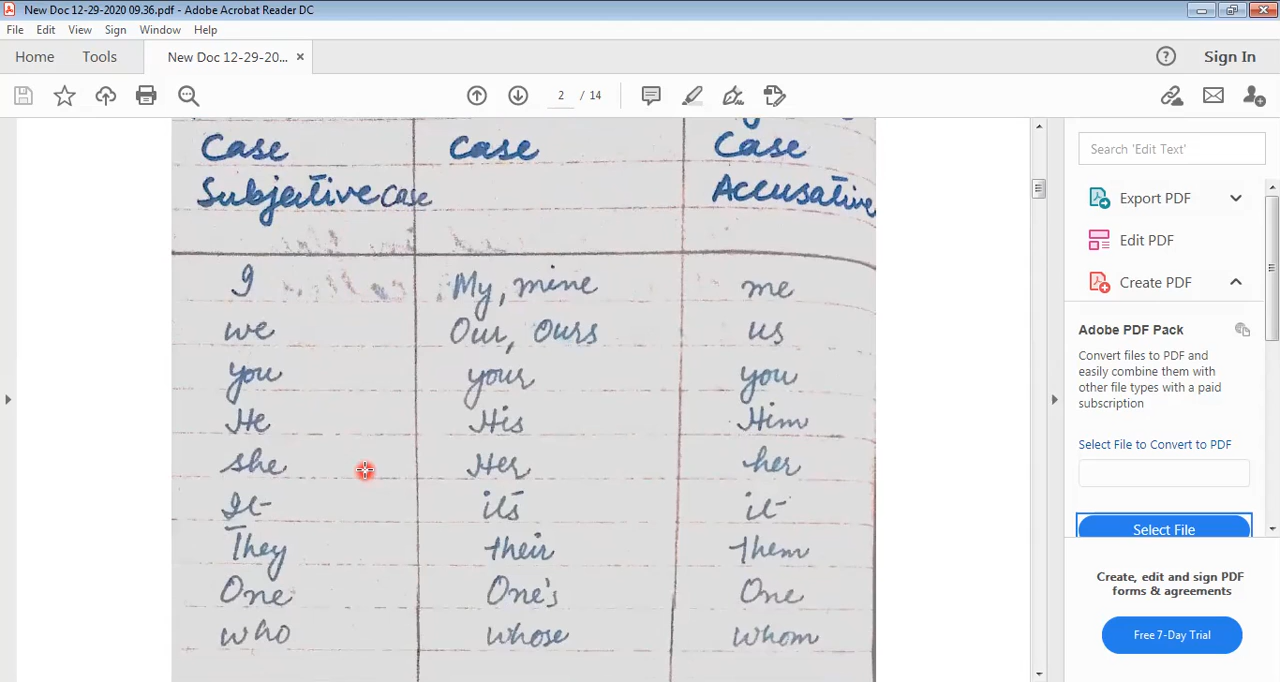 New Doc 12-29-2020 09.36.pdf - Adobe Acrobat Reader DC
File Edit View Sign Window Help
Home Tools New Doc 12-29-20... × Sign In
2 / 14
Case Case Case
Subjective Case Accusative
I My, mine me
we Our, Ours us
you your you
He His Him
she Her her
It its it
They their them
One One's One
who whose whom
Search 'Edit Text'
Export PDF
Edit PDF
Create PDF
Adobe PDF Pack
Convert files to PDF and
easily combine them with
other file types with a paid
subscription
Select File to Convert to PDF
Select File
Create, edit and sign PDF
forms & agreements
Free 7-Day Trial